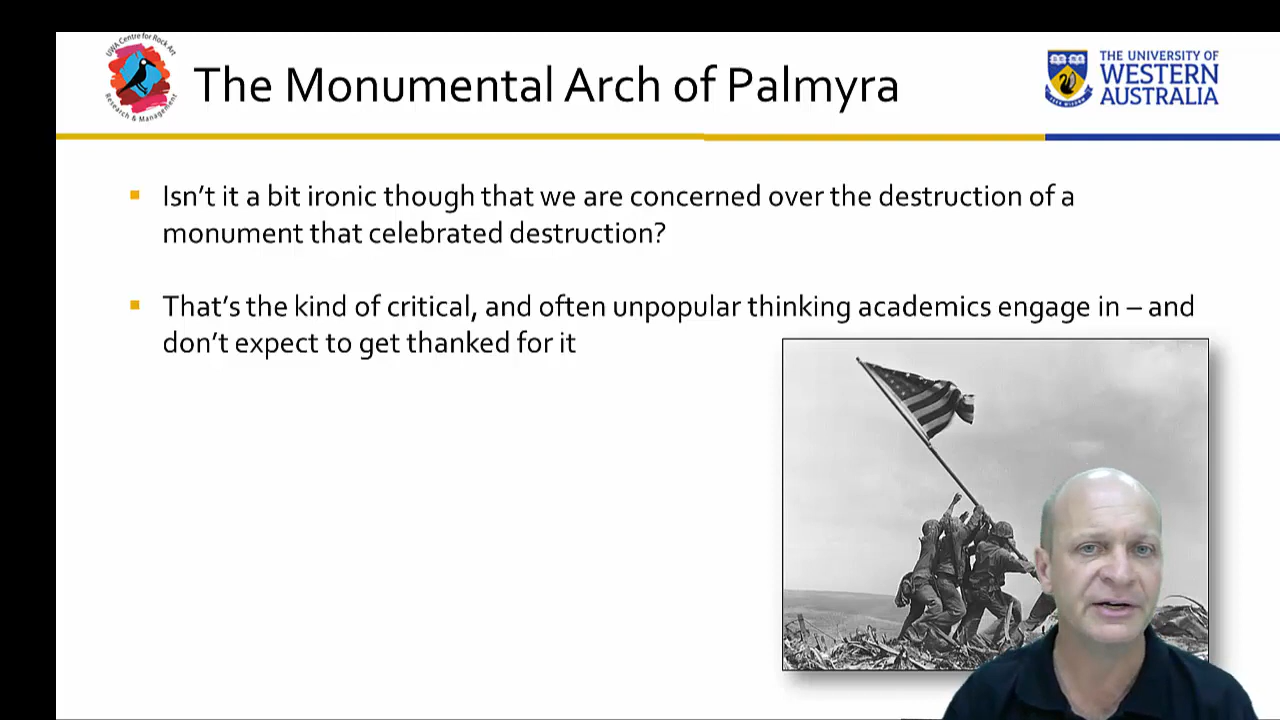 UWA Centre for Rock Art
Research & Management
The Monumental Arch of Palmyra
THE UNIVERSITY OF
WESTERN
AUSTRALIA
Isn't it a bit ironic though that we are concerned over the destruction of a
monument that celebrated destruction?
That's the kind of critical, and often unpopular thinking academics engage in – and
don't expect to get thanked for it